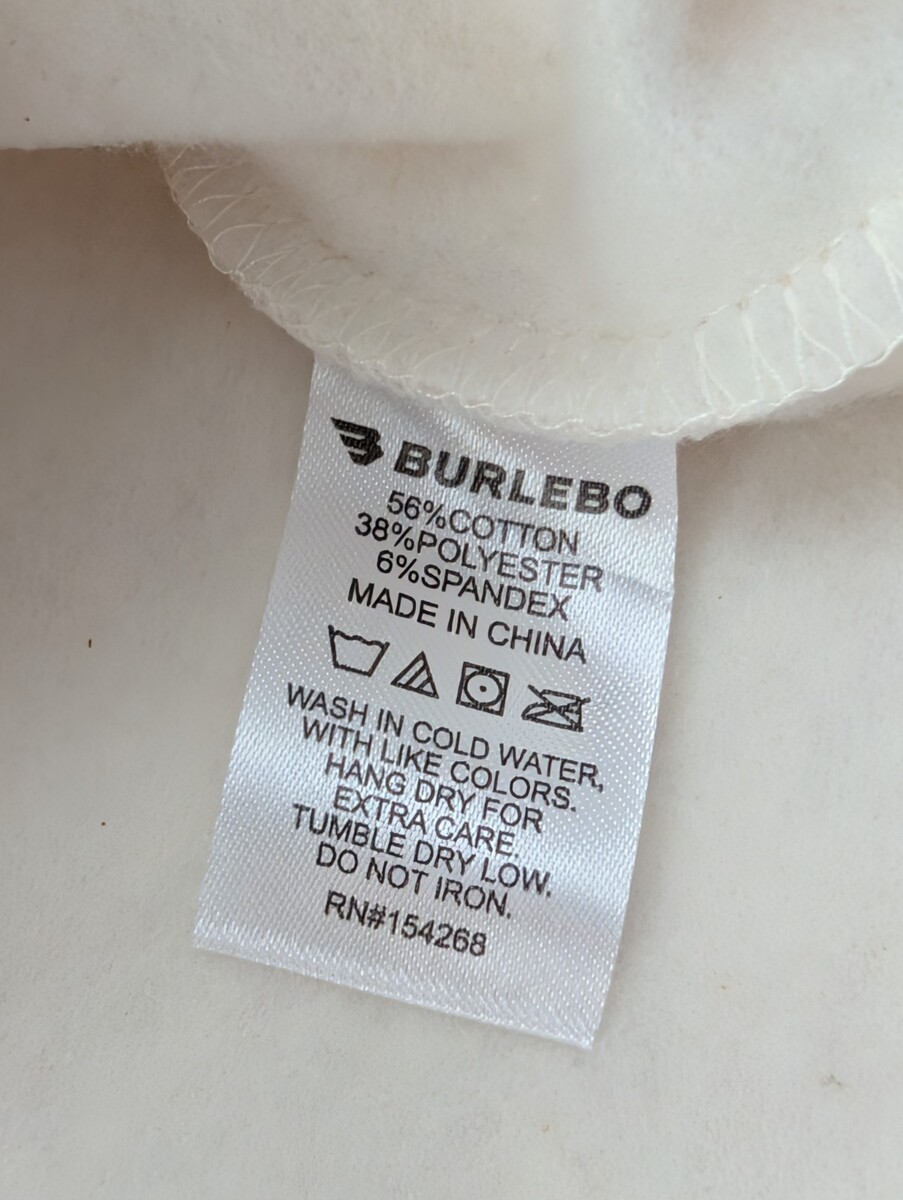 BURLEBO
56%COTTON
38%POLYESTER
6%SPANDEX
MADE IN CHINA
WASH IN COLD WATER,
WITH LIKE COLORS.
HANG DRY FOR
EXTRA CARE.
TUMBLE DRY LOW.
DO NOT IRON.
RN#154268